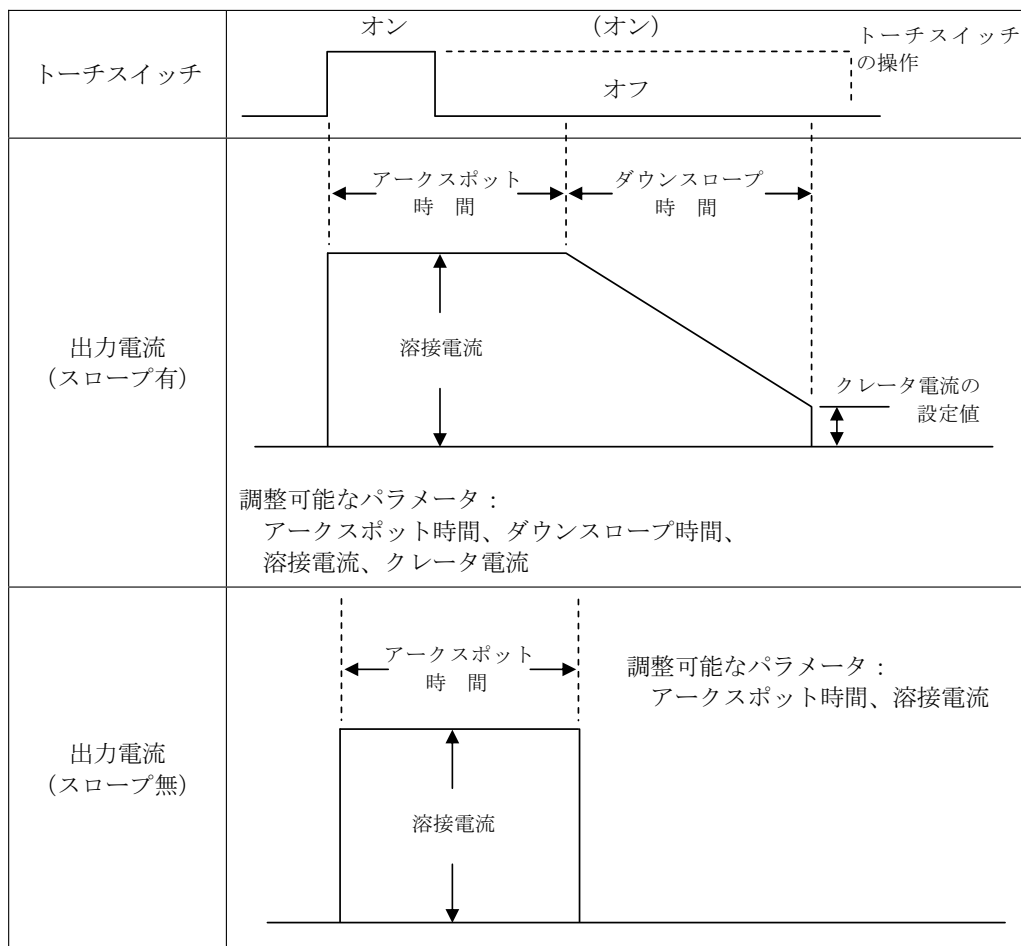 トーチスイッチ
オン
(オン)
トーチスイッチ
の操作
オフ
出力電流
(スロープ有)
アークスポット
時 間
ダウンスロープ
時 間
溶接電流
クレータ電流の
設定値
調整可能なパラメータ：
アークスポット時間、ダウンスロープ時間、
溶接電流、クレータ電流
出力電流
(スロープ無)
アークスポット
時 間
溶接電流
調整可能なパラメータ：
アークスポット時間、溶接電流